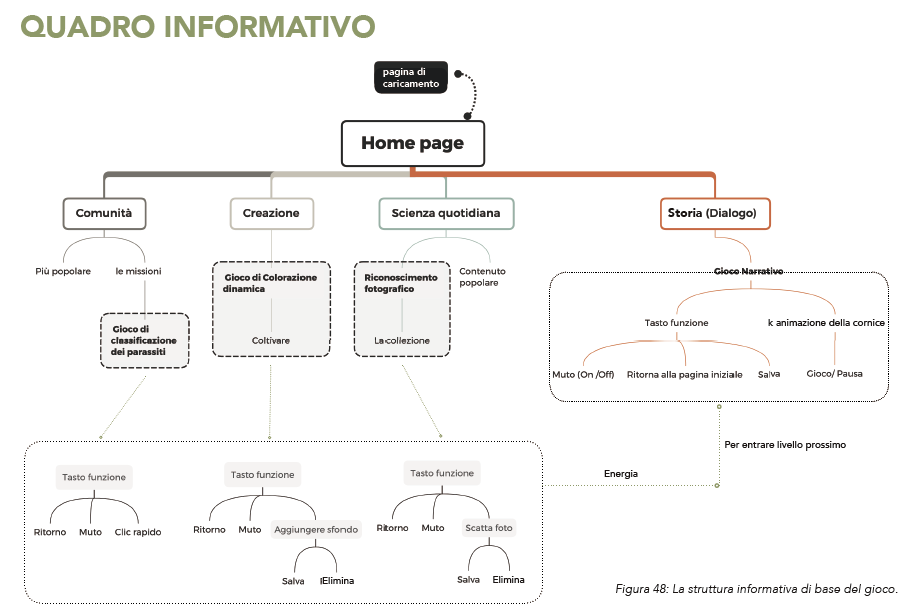 QUADRO INFORMATIVO
pagina di
caricamento
Home page
Comunità
Creazione
Scienza quotidiana
Storia (Dialogo)
Più popolare
le missioni
Gioco di Colorazione
dinamica
Coltivare
Riconoscimento
fotografico
La collezione
Contenuto
popolare
Gioco Narrativo
Gioco di
classificazione
dei parassiti
Tasto funzione
k animazione della cornice
Muto (On /Off)
Ritorna alla pagina iniziale
Salva
Gioco/ Pausa
Per entrare livello prossimo
Energia
Tasto funzione
Ritorno
Muto
Clic rapido
Tasto funzione
Ritorno
Muto
Aggiungere sfondo
Salva
IElimina
Tasto funzione
Ritorno
Muto
Scatta foto
Salva
Elimina
Figura 48: La struttura informativa di base del gioco.